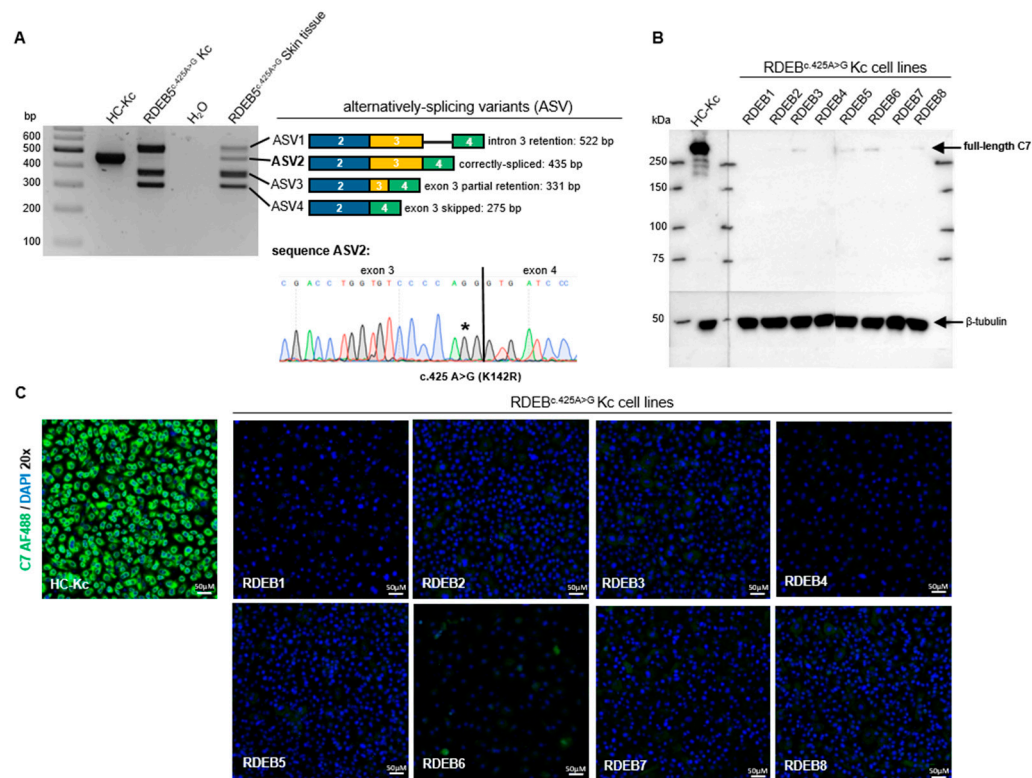 A
HC-Kc
RDEB5c.425A>G Kc
H2O
RDEB5c.425A>G Skin tissue
bp
600
500
400
300
200
100
alternatively-splicing variants (ASV)
ASV1 2 3 4 intron 3 retention: 522 bp
ASV2 2 3 4 correctly-spliced: 435 bp
ASV3 2 3 4 exon 3 partial retention: 331 bp
ASV4 2 4 exon 3 skipped: 275 bp
sequence ASV2:
exon 3 exon 4
C G A C C T G G T G T C C C C A G G G T G A T C C C
*
c.425 A>G (K142R)
B
RDEBc.425A>G Kc cell lines
HC-Kc
RDEB1
RDEB2
RDEB3
RDEB4
RDEB5
RDEB6
RDEB7
RDEB8
kDa
250
150
100
75
50
full-length C7
β-tubulin
C
RDEBc.425A>G Kc cell lines
C7 AF488 / DAPI 20x
HC-Kc 50µM
RDEB1 50µM
RDEB2 50µM
RDEB3 50µM
RDEB4 50µM
RDEB5 50µM
RDEB6 50µM
RDEB7 50µM
RDEB8 50µM